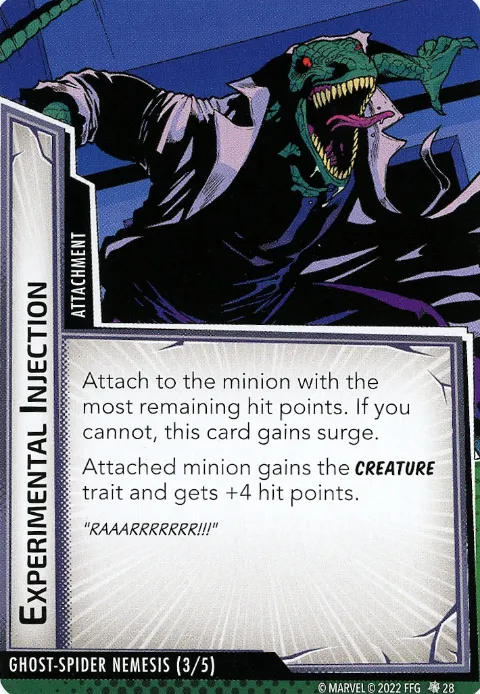 EXPERIMENTAL INJECTION
ATTACHMENT
Attach to the minion with the
most remaining hit points. If you
cannot, this card gains surge.
Attached minion gains the CREATURE
trait and gets +4 hit points.
"RAAARRRRRRR!!!"
GHOST-SPIDER NEMESIS (3/5)
© MARVEL © 2022 FFG 28